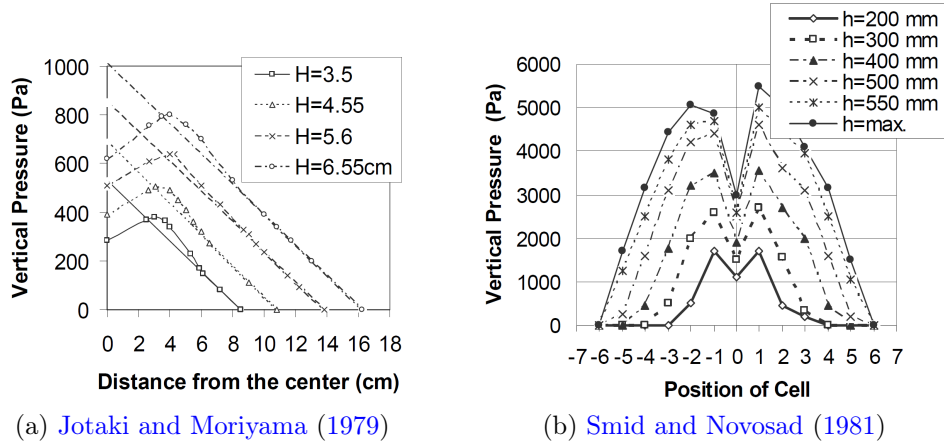 Vertical Pressure (Pa)
1000
800
600
400
200
0
H=3.5
H=4.55
H=5.6
H=6.55cm
0 2 4 6 8 10 12 14 16 18
Distance from the center (cm)
(a) Jotaki and Moriyama (1979)
Vertical Pressure (Pa)
6000
5000
4000
3000
2000
1000
0
h=200 mm
h=300 mm
h=400 mm
h=500 mm
h=550 mm
h=max.
-7 -6 -5 -4 -3 -2 -1 0 1 2 3 4 5 6 7
Position of Cell
(b) Smid and Novosad (1981)